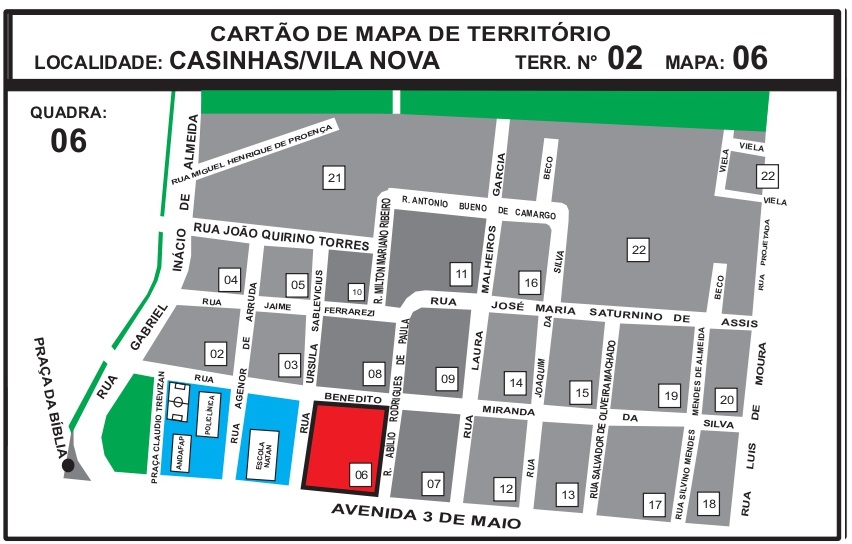 CARTÃO DE MAPA DE TERRITÓRIO
LOCALIDADE: CASINHAS/VILA NOVA
TERR. N° 02 MAPA: 06
QUADRA:
06
RUA MIGUEL HENRIQUE DE PROENÇA
RUA GABRIEL INÁCIO DE ALMEIDA
21
VIELA
VIELA
22
VIELA
GARCIA
BECO
R. ANTONIO BUENO DE CAMARGO
RUA JOÃO QUIRINO TORRES
R. MILTON MARIANO RIBEIRO
22
RUA PROJETADA
04
05
10
11
MALHEIROS
16
SILVA
BECO
RUA JAIME FERRAREZI
RUA JOSÉ MARIA SATURNINO DE ASSIS
02
03
08
09
LAURA
14
JOAQUIM DA
15
19
20
RUA AGENOR DE ARRUDA
RUA URSULA SABLEVICIUS
R. ABILIO RODRIGUES DE PAULA
RUA SALVADOR DE OLIVEIRA MACHADO
MENDES DE ALMEIDA
RUA LUIS DE MOURA
PRAÇA DA BÍBLIA
RUA BENEDITO MIRANDA DA SILVA
PRAÇA CLAUDIO TREVIZAN
POLICLÍNICA
ANDAFAP
ESCOLA
NATAN
06
07
RUA
12
RUA
13
17
RUA SILVINO MENDES
18
AVENIDA 3 DE MAIO